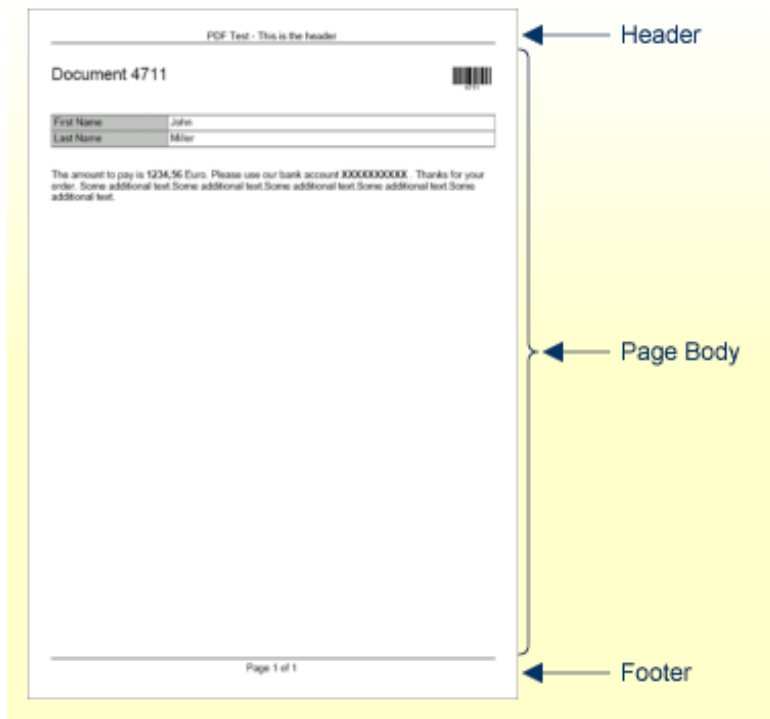 PDF Test - This is the header
Header
Document 4711
4711
First Name John
Last Name Miller
The amount to pay is 1234,56 Euro. Please use our bank account XXXXXXXXXX . Thanks for your
order. Some additional text.Some additional text.Some additional text.Some additional text.Some
additional text.
Page Body
Page 1 of 1
Footer